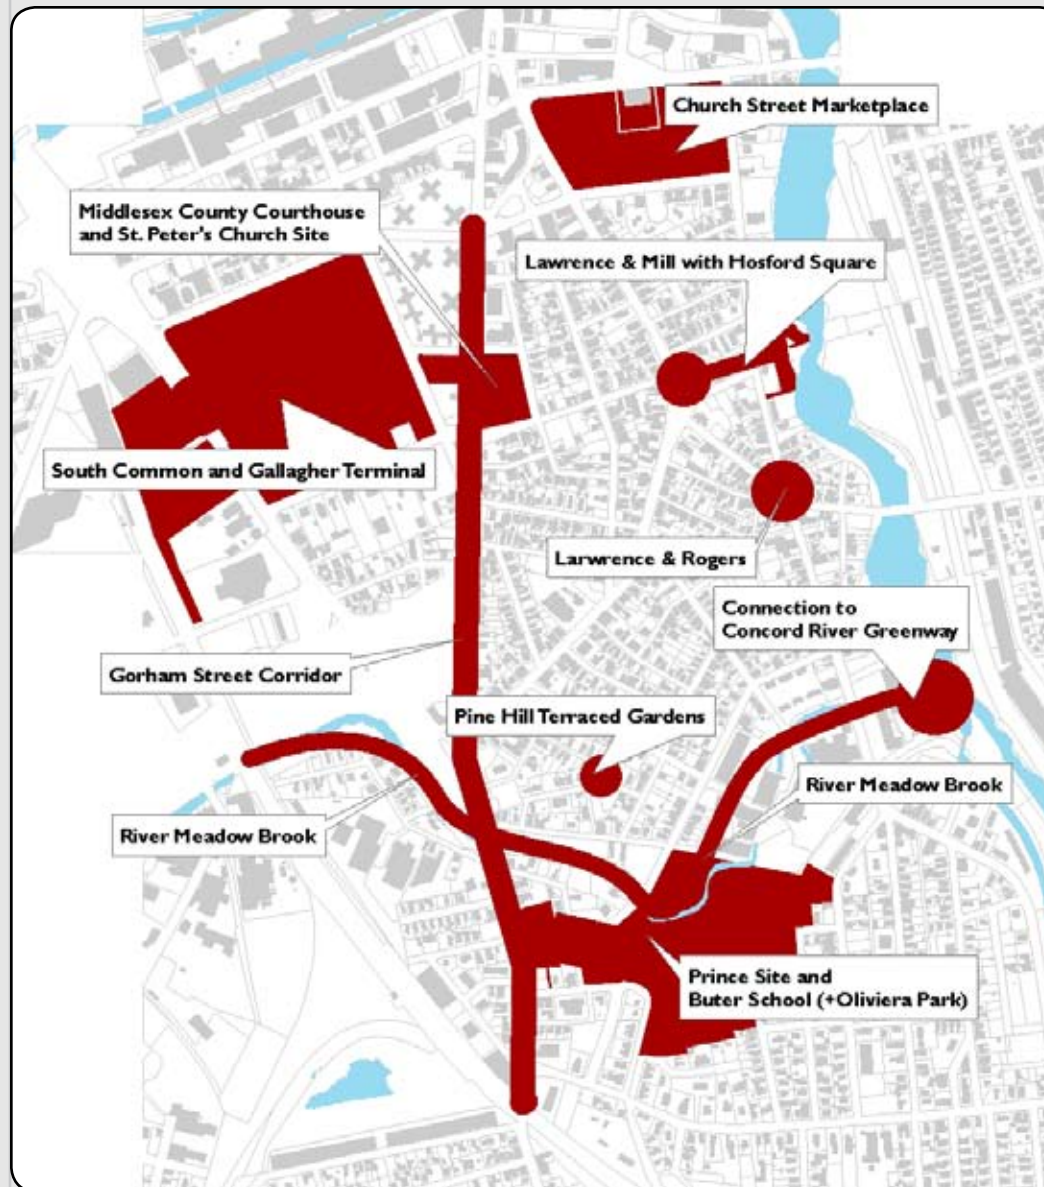 Church Street Marketplace
Middlesex County Courthouse
and St. Peter's Church Site
Lawrence & Mill with Hosford Square
South Common and Gallagher Terminal
Larwrence & Rogers
Connection to
Concord River Greenway
Gorham Street Corridor
Pine Hill Terraced Gardens
River Meadow Brook
River Meadow Brook
Prince Site and
Buter School (+Oliviera Park)